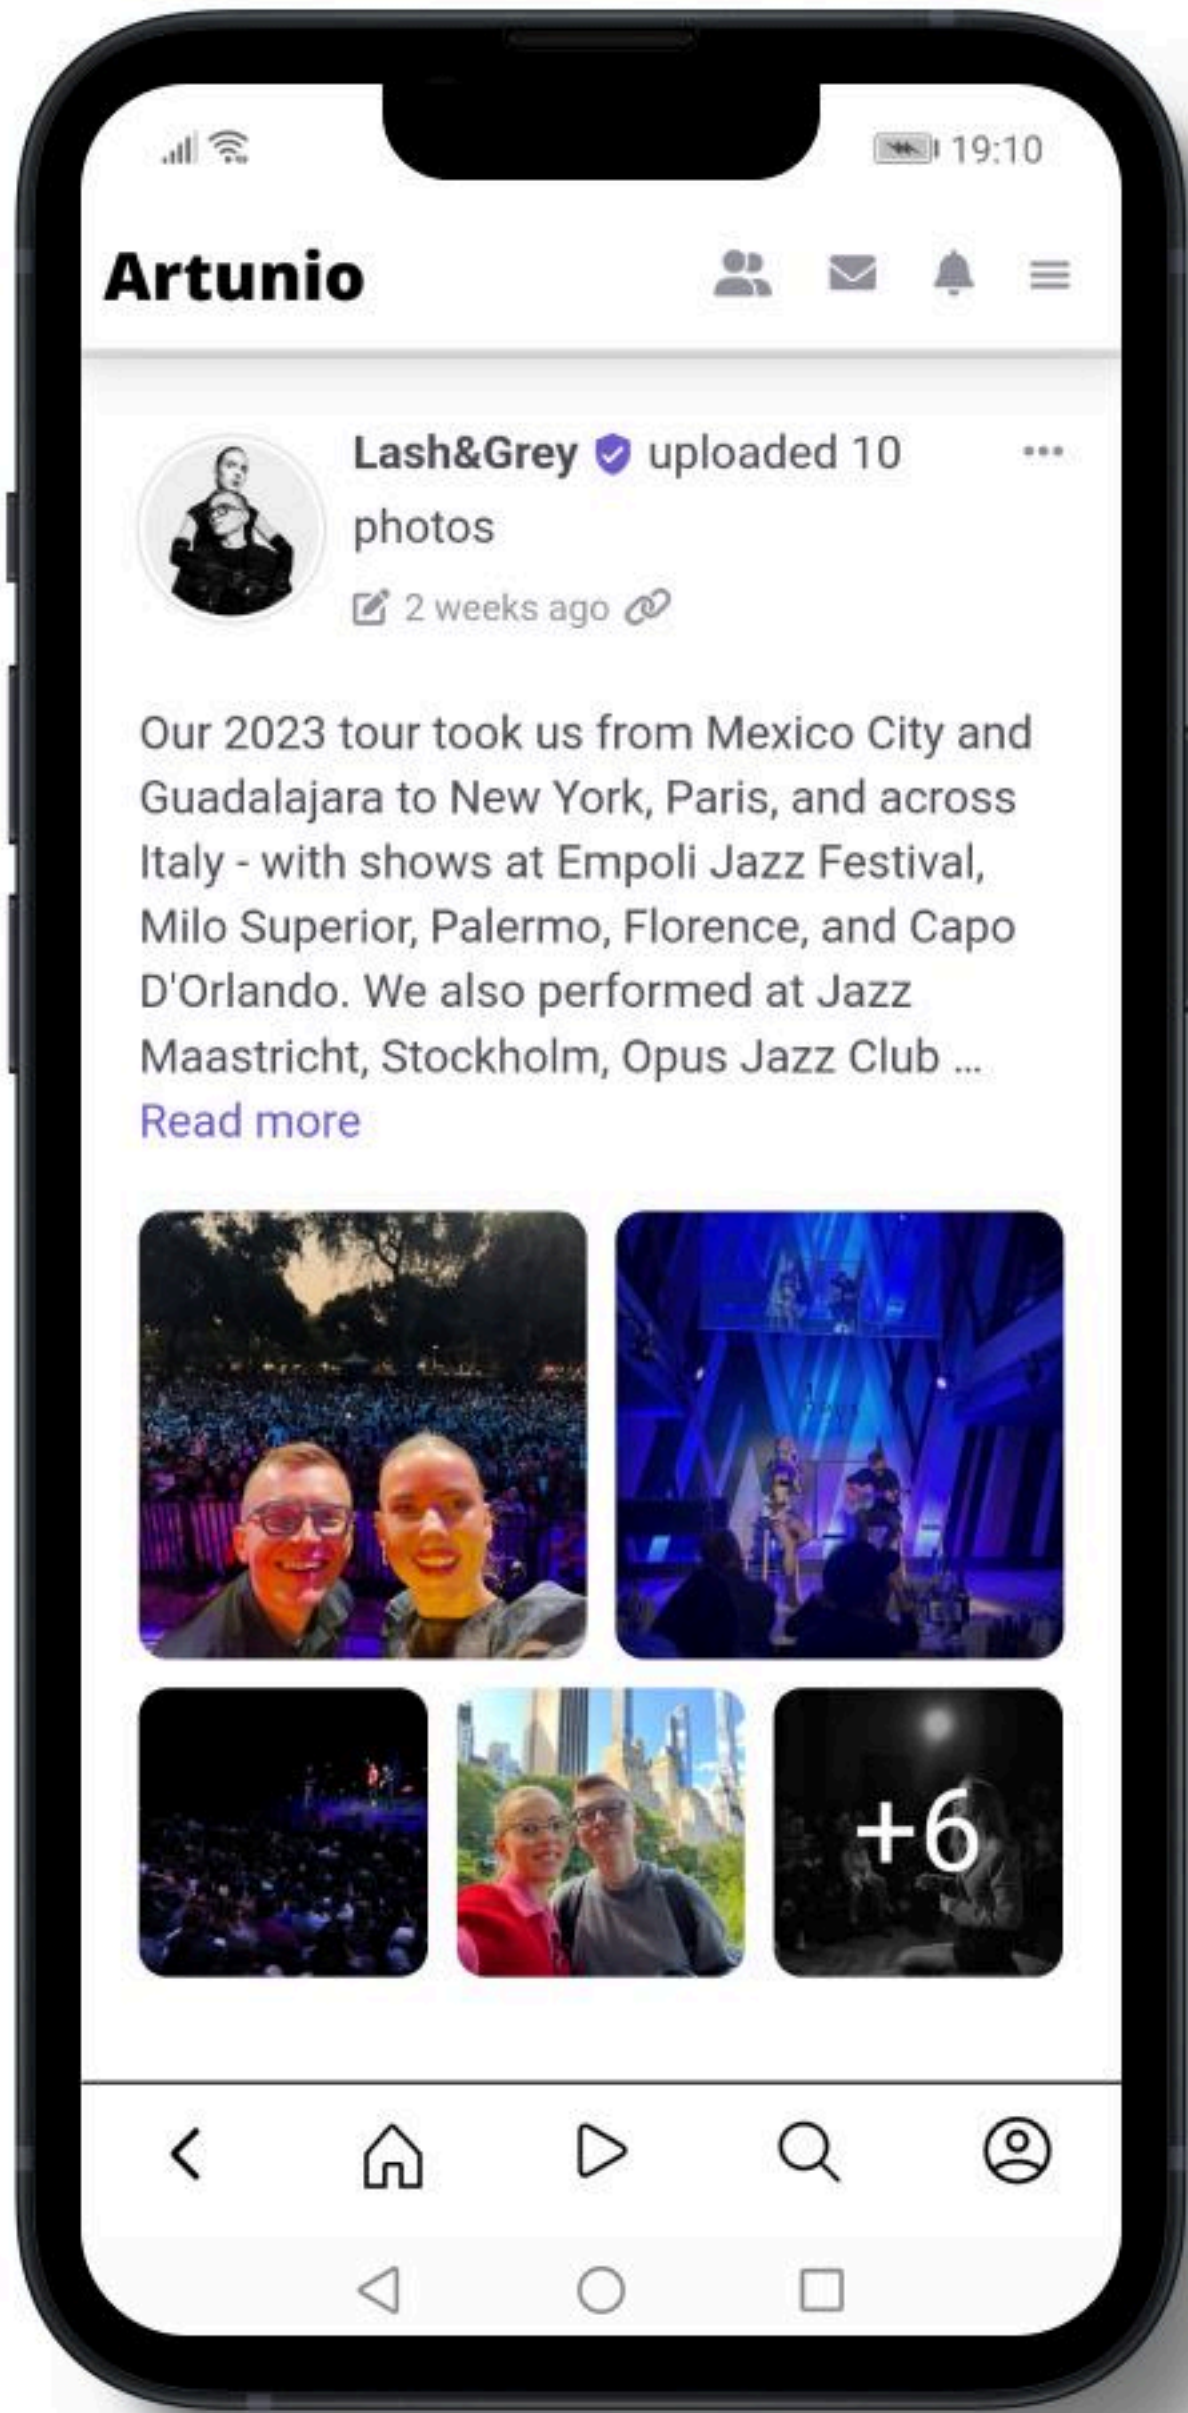 19:10
Artunio
Lash&Grey uploaded 10
photos
2 weeks ago
Our 2023 tour took us from Mexico City and
Guadalajara to New York, Paris, and across
Italy - with shows at Empoli Jazz Festival,
Milo Superior, Palermo, Florence, and Capo
D'Orlando. We also performed at Jazz
Maastricht, Stockholm, Opus Jazz Club ...
Read more
+6